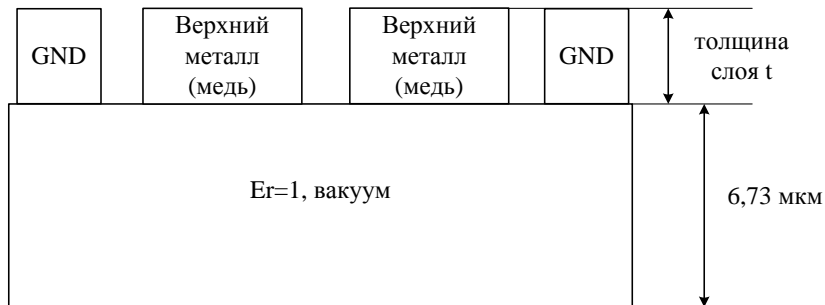 GND
Верхний
металл
(медь)
Верхний
металл
(медь)
GND
толщина
слоя t
Er=1, вакуум
6,73 мкм